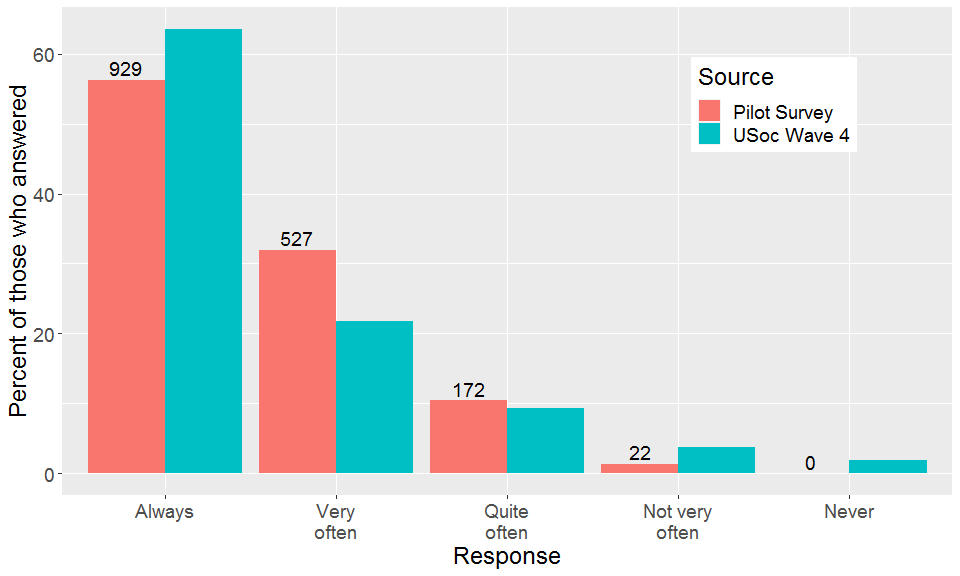 Percent of those who answered
60
40
20
0
929
527
172
22
0
Source
Pilot Survey
USoc Wave 4
Always
Very
often
Quite
often
Not very
often
Never
Response